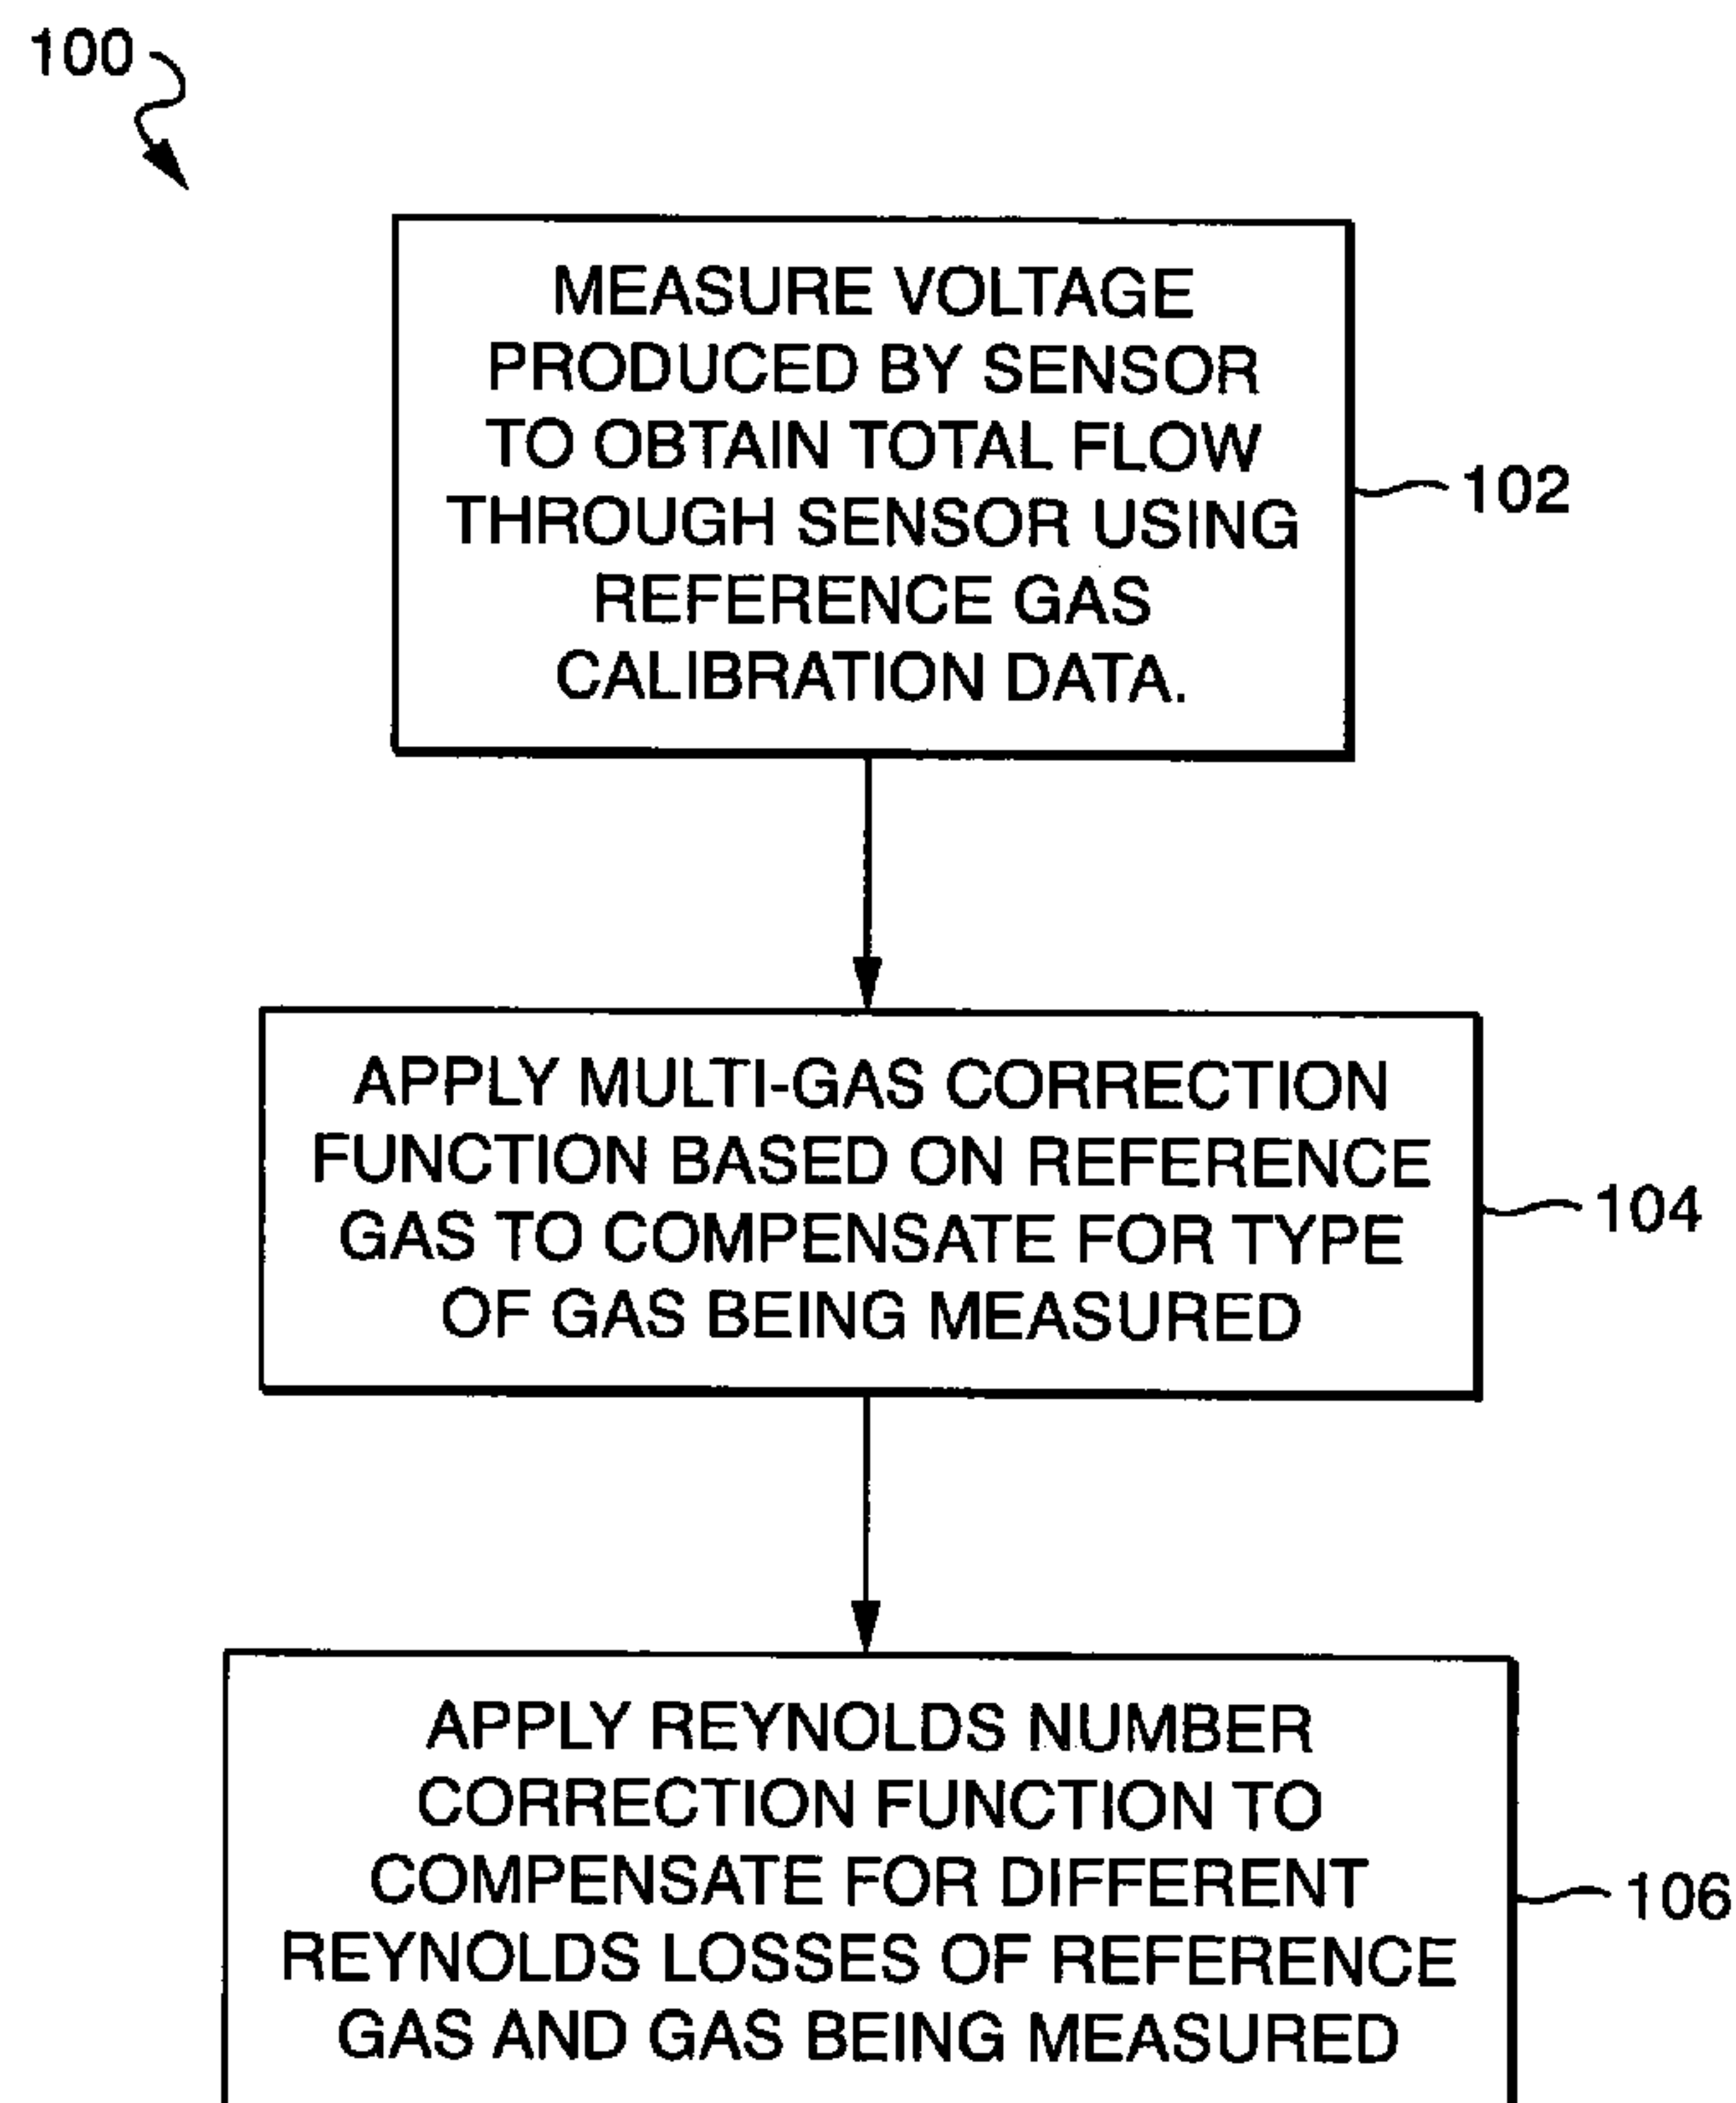 100
MEASURE VOLTAGE
PRODUCED BY SENSOR
TO OBTAIN TOTAL FLOW
THROUGH SENSOR USING
REFERENCE GAS
CALIBRATION DATA.
102
APPLY MULTI-GAS CORRECTION
FUNCTION BASED ON REFERENCE
GAS TO COMPENSATE FOR TYPE
OF GAS BEING MEASURED
104
APPLY REYNOLDS NUMBER
CORRECTION FUNCTION TO
COMPENSATE FOR DIFFERENT
REYNOLDS LOSSES OF REFERENCE
GAS AND GAS BEING MEASURED
106